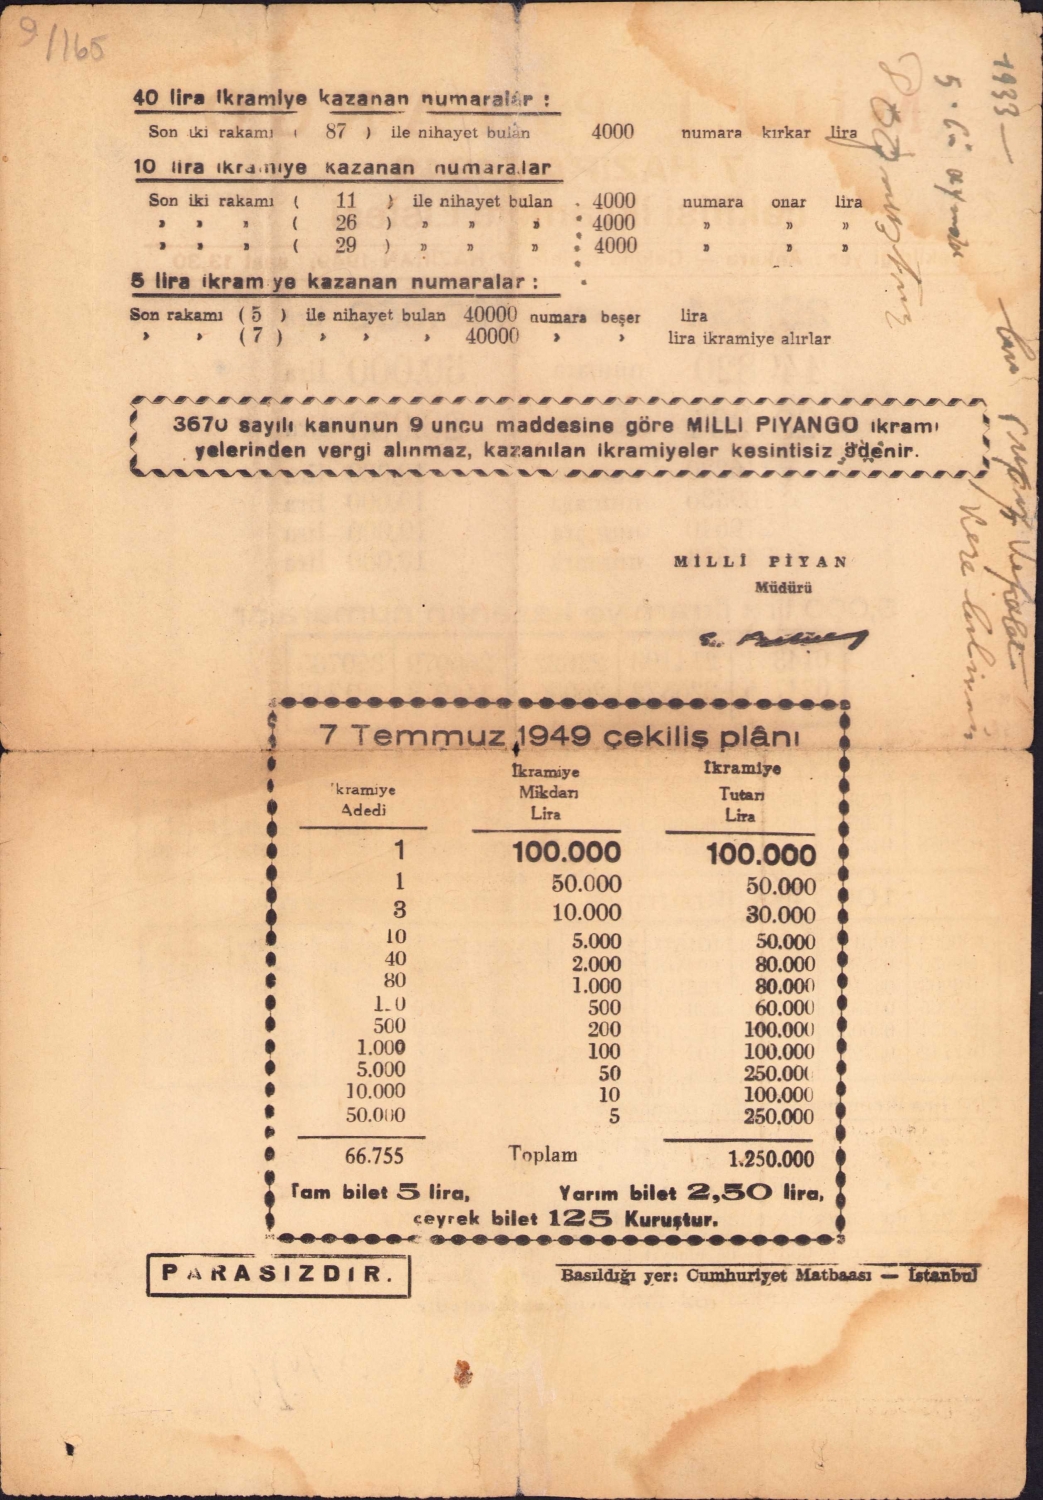 9/165
40 lira ikramiye kazanan numaralar :
Son iki rakamı ( 87 ) ile nihayet bulan 4000 numara kırkar lira
10 lira ikramiye kazanan numaralar
Son iki rakamı ( 11 ) ile nihayet bulan . 4000 numara onar lira
» » » ( 26 ) » » » : 4000 » » »
» » » ( 29 ) » » » : 4000 » » »
5 lira ikramiye kazanan numaralar :
Son rakamı ( 5 ) ile nihayet bulan 40000 numara beşer lira
» » ( 7 ) » » » 40000 » » lira ikramiye alırlar
3670 sayılı kanunun 9 uncu maddesine göre MİLLİ PİYANGO ikrami
yelerinden vergi alınmaz, kazanılan ikramiyeler kesintisiz ödenir.
MİLLÎ PİYAN
Müdürü
7 Temmuz 1949 çekiliş plânı
İkramiye Adedi İkramiye Mikdarı Lira İkramiye Tutarı Lira
1 100.000 100.000
1 50.000 50.000
3 10.000 30.000
10 5.000 50.000
40 2.000 80.000
80 1.000 80.000
1 0 500 60.000
500 200 100.000
1.000 100 100.000
5.000 50 250.000
10.000 10 100.000
50.000 5 250.000
66.755 Toplam 1.250.000
Tam bilet 5 lira, Yarım bilet 2,50 lira,
çeyrek bilet 125 Kuruştur.
PARASIZDIR.
Basıldığı yer: Cumhuriyet Matbaası — İstanbul
1933 —